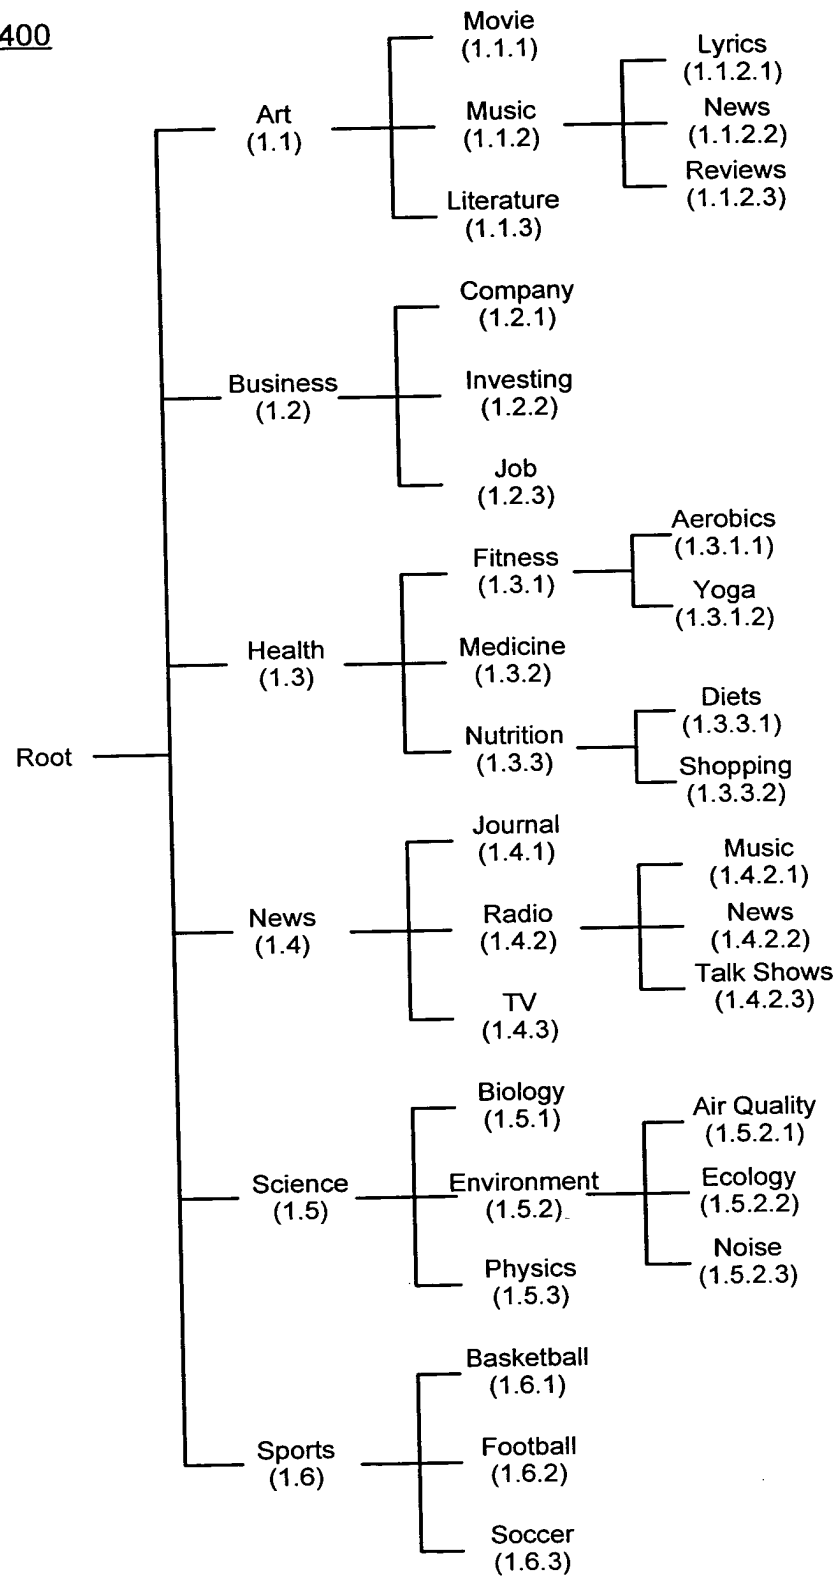 400
Movie
(1.1.1)
Lyrics
(1.1.2.1)
Art
(1.1)
Music
(1.1.2)
News
(1.1.2.2)
Reviews
(1.1.2.3)
Literature
(1.1.3)
Company
(1.2.1)
Business
(1.2)
Investing
(1.2.2)
Job
(1.2.3)
Aerobics
(1.3.1.1)
Fitness
(1.3.1)
Yoga
(1.3.1.2)
Health
(1.3)
Medicine
(1.3.2)
Diets
(1.3.3.1)
Root
Nutrition
(1.3.3)
Shopping
(1.3.3.2)
Journal
(1.4.1)
Music
(1.4.2.1)
News
(1.4)
Radio
(1.4.2)
News
(1.4.2.2)
Talk Shows
(1.4.2.3)
TV
(1.4.3)
Biology
(1.5.1)
Air Quality
(1.5.2.1)
Science
(1.5)
Environment
(1.5.2)
Ecology
(1.5.2.2)
Noise
(1.5.2.3)
Physics
(1.5.3)
Basketball
(1.6.1)
Sports
(1.6)
Football
(1.6.2)
Soccer
(1.6.3)